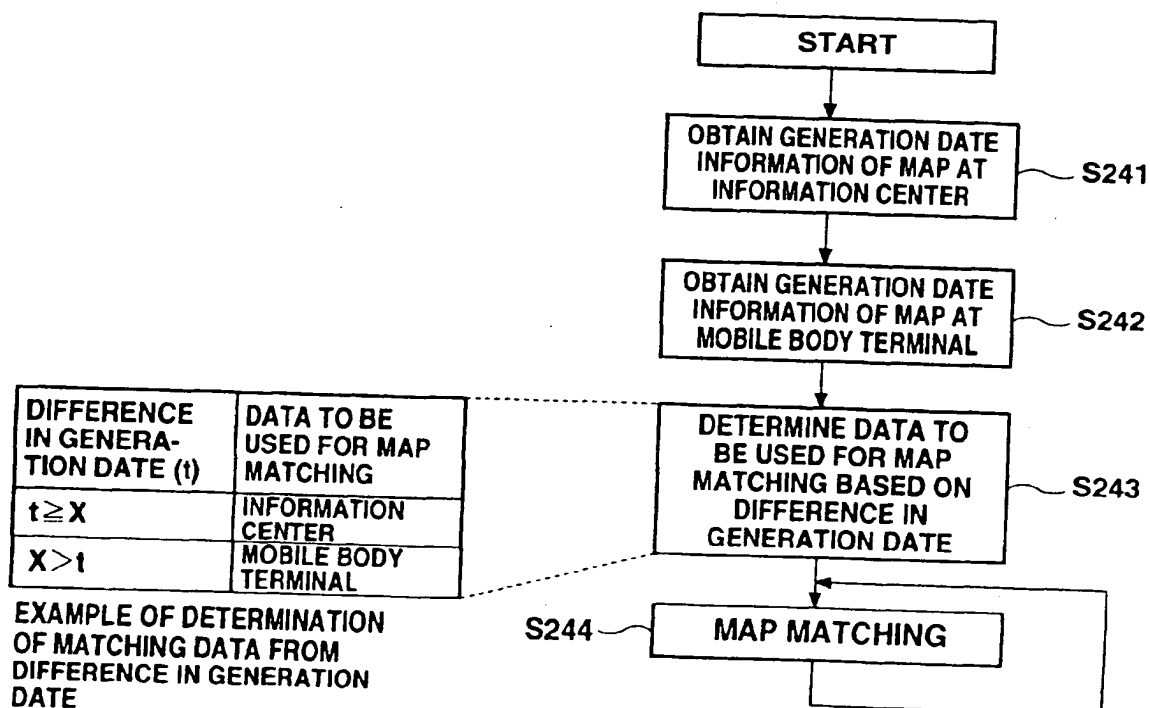 START
OBTAIN GENERATION DATE
INFORMATION OF MAP AT
INFORMATION CENTER
S241
OBTAIN GENERATION DATE
INFORMATION OF MAP AT
MOBILE BODY TERMINAL
S242
DETERMINE DATA TO
BE USED FOR MAP
MATCHING BASED ON
DIFFERENCE IN
GENERATION DATE
S243
DIFFERENCE
IN GENERA-
TION DATE (t)
DATA TO BE
USED FOR MAP
MATCHING
t≧X
INFORMATION
CENTER
X>t
MOBILE BODY
TERMINAL
EXAMPLE OF DETERMINATION
OF MATCHING DATA FROM
DIFFERENCE IN GENERATION
DATE
S244
MAP MATCHING